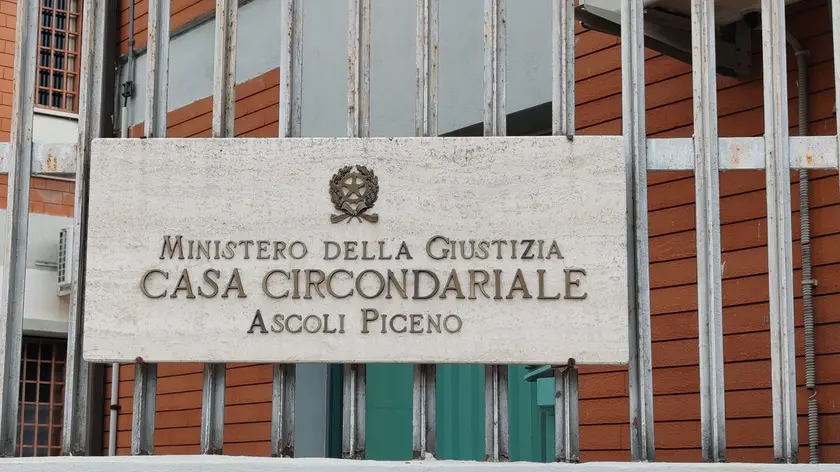 Ministero della Giustizia
CASA CIRCONDARIALE
Ascoli Piceno